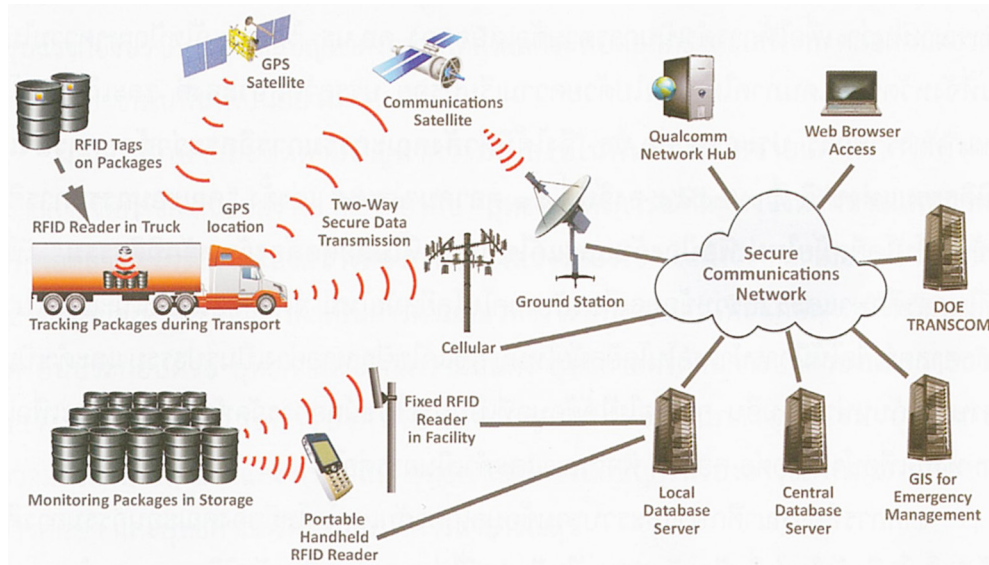 GPS
Satellite
Communications
Satellite
RFID Tags
on Packages
RFID Reader in Truck
GPS
location
Two-Way
Secure Data
Transmission
Tracking Packages during Transport
Ground Station
Cellular
Qualcomm
Network Hub
Web Browser
Access
Secure
Communications
Network
DOE
TRANSCOM
Monitoring Packages in Storage
Fixed RFID
Reader
in Facility
Portable
Handheld
RFID Reader
Local
Database
Server
Central
Database
Server
GIS for
Emergency
Management